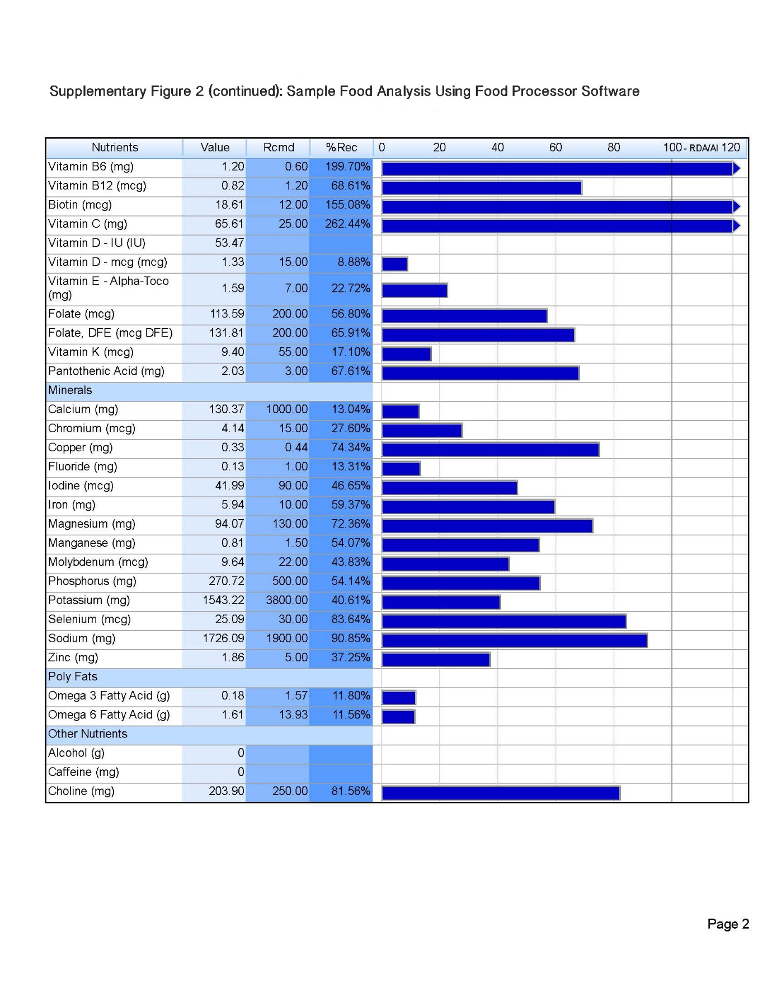 Supplementary Figure 2 (continued): Sample Food Analysis Using Food Processor Software
Nutrients Value Rcmd %Rec 0 20 40 60 80 100 - RDA/AI 120
Vitamin B6 (mg) 1.20 0.60 199.70%
Vitamin B12 (mcg) 0.82 1.20 68.61%
Biotin (mcg) 18.61 12.00 155.08%
Vitamin C (mg) 65.61 25.00 262.44%
Vitamin D - IU (IU) 53.47
Vitamin D - mcg (mcg) 1.33 15.00 8.88%
Vitamin E - Alpha-Toco
(mg) 1.59 7.00 22.72%
Folate (mcg) 113.59 200.00 56.80%
Folate, DFE (mcg DFE) 131.81 200.00 65.91%
Vitamin K (mcg) 9.40 55.00 17.10%
Pantothenic Acid (mg) 2.03 3.00 67.61%
Minerals
Calcium (mg) 130.37 1000.00 13.04%
Chromium (mcg) 4.14 15.00 27.60%
Copper (mg) 0.33 0.44 74.34%
Fluoride (mg) 0.13 1.00 13.31%
Iodine (mcg) 41.99 90.00 46.65%
Iron (mg) 5.94 10.00 59.37%
Magnesium (mg) 94.07 130.00 72.36%
Manganese (mg) 0.81 1.50 54.07%
Molybdenum (mcg) 9.64 22.00 43.83%
Phosphorus (mg) 270.72 500.00 54.14%
Potassium (mg) 1543.22 3800.00 40.61%
Selenium (mcg) 25.09 30.00 83.64%
Sodium (mg) 1726.09 1900.00 90.85%
Zinc (mg) 1.86 5.00 37.25%
Poly Fats
Omega 3 Fatty Acid (g) 0.18 1.57 11.80%
Omega 6 Fatty Acid (g) 1.61 13.93 11.56%
Other Nutrients
Alcohol (g) 0
Caffeine (mg) 0
Choline (mg) 203.90 250.00 81.56%
Page 2